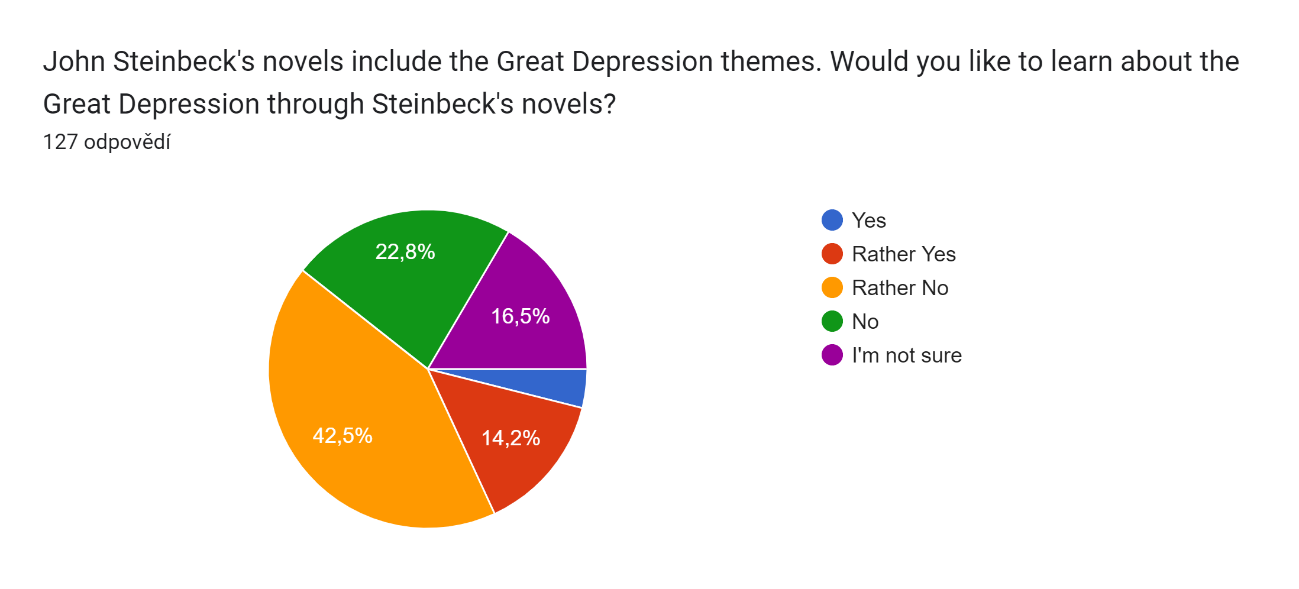 John Steinbeck's novels include the Great Depression themes. Would you like to learn about the
Great Depression through Steinbeck's novels?
127 odpovědí
22,8%
16,5%
42,5%
14,2%
Yes
Rather Yes
Rather No
No
I'm not sure